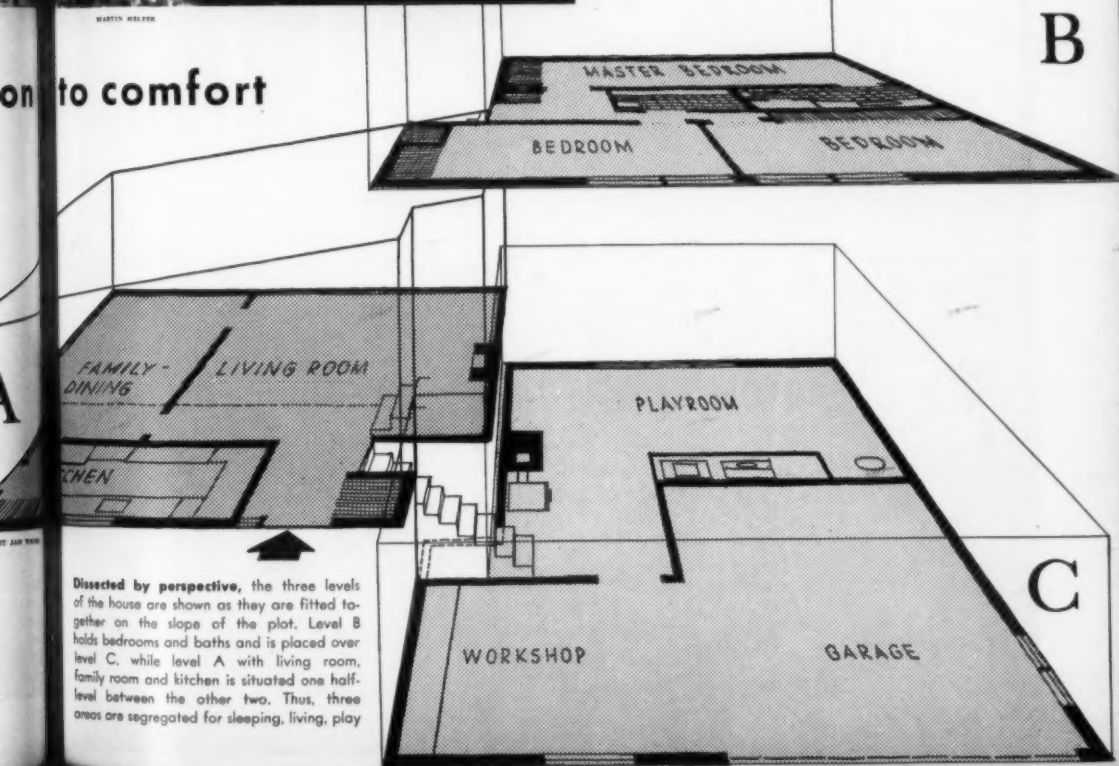 MARTIN HELFER
to comfort
B
MASTER BEDROOM
BEDROOM
BEDROOM
A
FAMILY-
DINING
LIVING ROOM
PLAYROOM
CHEN
C
WORKSHOP
GARAGE
Dissected by perspective, the three levels
of the house are shown as they are fitted to-
gether on the slope of the plot. Level B
holds bedrooms and baths and is placed over
level C, while level A with living room,
family room and kitchen is situated one half-
level between the other two. Thus, three
areas are segregated for sleeping, living, play